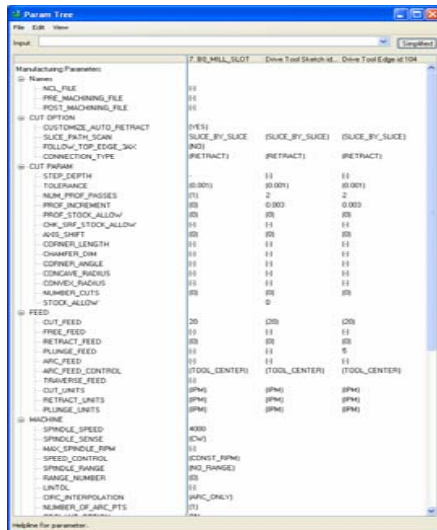 Param Tree
File Edit View
Input Simplified
7. B0_MILL_SLOT Drive Tool Sketch id... Drive Tool Edge id:104
Manufacturing Parameters
Names
NCL_FILE (-)
PRE_MACHINING_FILE (-)
POST_MACHINING_FILE (-)
CUT OPTION
CUSTOMIZE_AUTO_RETRACT (YES)
SLICE_PATH_SCAN SLICE_BY_SLICE (SLICE_BY_SLICE) (SLICE_BY_SLICE)
FOLLOW_TOP_EDGE_3AX (NO)
CONNECTION_TYPE (RETRACT) (RETRACT) (RETRACT)
CUT PARAM
STEP_DEPTH - (-) (-)
TOLERANCE (0.001) (0.001) (0.001)
NUM_PROF_PASSES (1) 2 2
PROF_INCREMENT (0) 0.003 0.003
PROF_STOCK_ALLOW (0) (0) (0)
CHK_SRF_STOCK_ALLOW (-) (-) (-)
AXIS_SHIFT (0) (0) (0)
CORNER_LENGTH (-) (-) (-)
CHAMFER_DIM (-) (-) (-)
CORNER_ANGLE (-) (-) (-)
CONCAVE_RADIUS (-) (-) (-)
CONVEX_RADIUS (-) (-) (-)
NUMBER_CUTS (0) (0) (0)
STOCK_ALLOW 0
FEED
CUT_FEED 20 (20) (20)
FREE_FEED (-) (-) (-)
RETRACT_FEED (0) (0) (0)
PLUNGE_FEED (-) (-) 5
ARC_FEED (-) (-) (-)
ARC_FEED_CONTROL (TOOL_CENTER) (TOOL_CENTER) (TOOL_CENTER)
TRAVERSE_FEED (-)
CUT_UNITS (IPM) (IPM) (IPM)
RETRACT_UNITS (IPM) (IPM) (IPM)
PLUNGE_UNITS (IPM) (IPM) (IPM)
MACHINE
SPINDLE_SPEED 4000
SPINDLE_SENSE (CW)
MAX_SPINDLE_RPM (-)
SPEED_CONTROL (CONST_RPM)
SPINDLE_RANGE (NO_RANGE)
RANGE_NUMBER (0)
LINTOL (-)
CIRC_INTERPOLATION (ARC_ONLY)
NUMBER_OF_ARC_PTS (1)
Helpline for parameter.